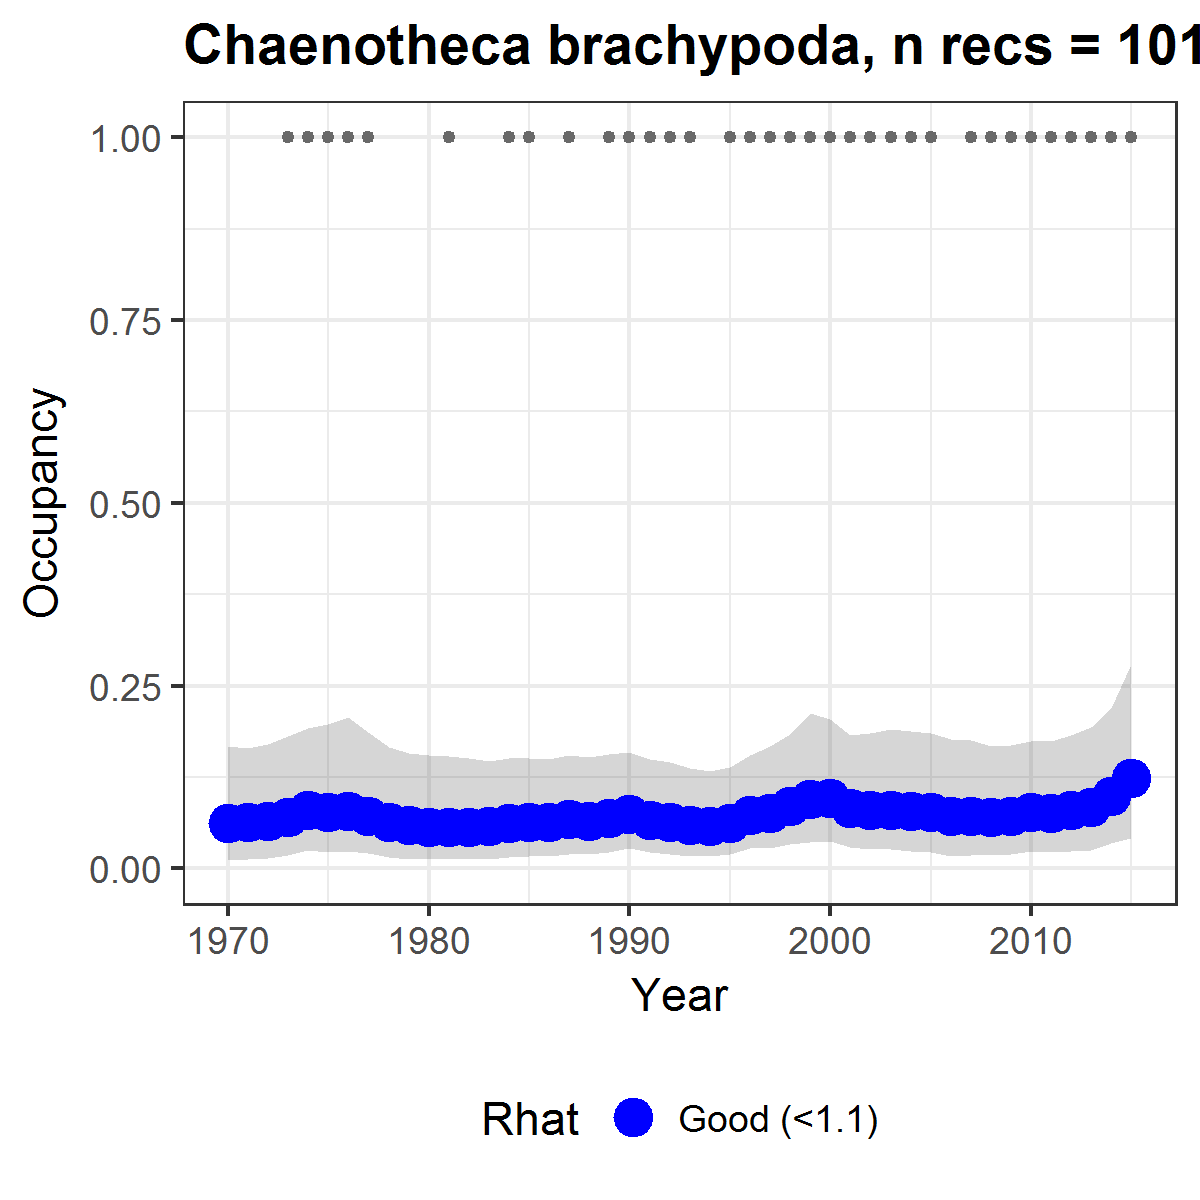 Chaenotheca brachypoda, n recs = 101
1.00
0.75
0.50
0.25
0.00
Occupancy
1970 1980 1990 2000 2010
Year
Rhat Good (<1.1)